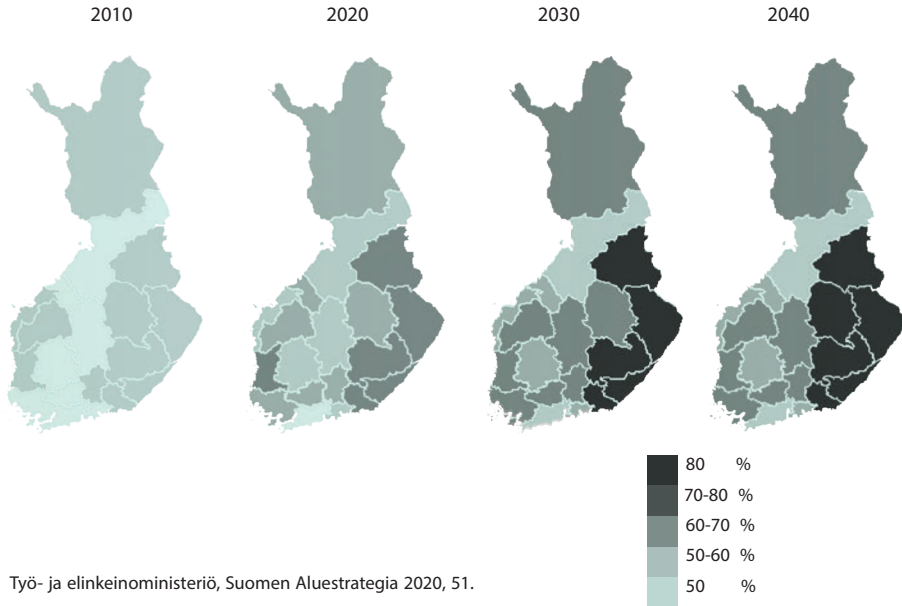 2010 2020 2030 2040
80 %
70-80 %
60-70 %
50-60 %
50 %
Työ- ja elinkeinoministeriö, Suomen Aluestrategia 2020, 51.